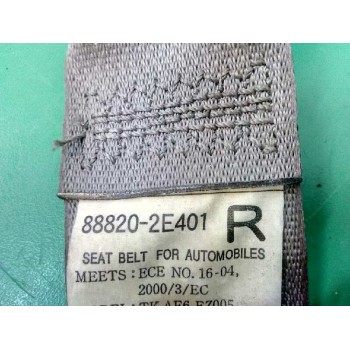 88820-2E401 R
SEAT BELT FOR AUTOMOBILES
MEETS : ECE NO. 16-04,
2000/3/EC